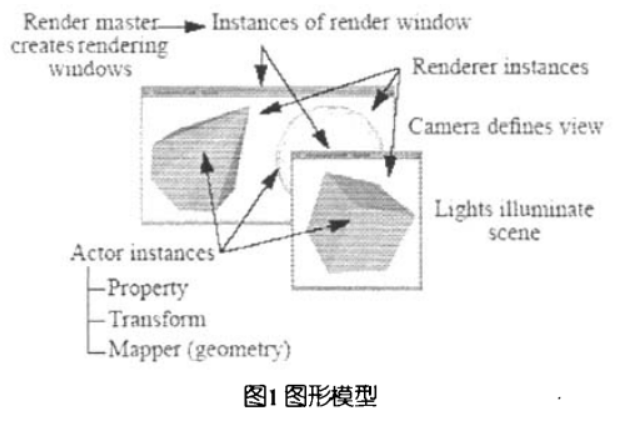 Render master
creates rendering
windows
Instances of render window
Renderer instances
Camera defines view
Lights illuminate
scene
Actor instances
Property
Transform
Mapper (geometry)
图1 图形模型